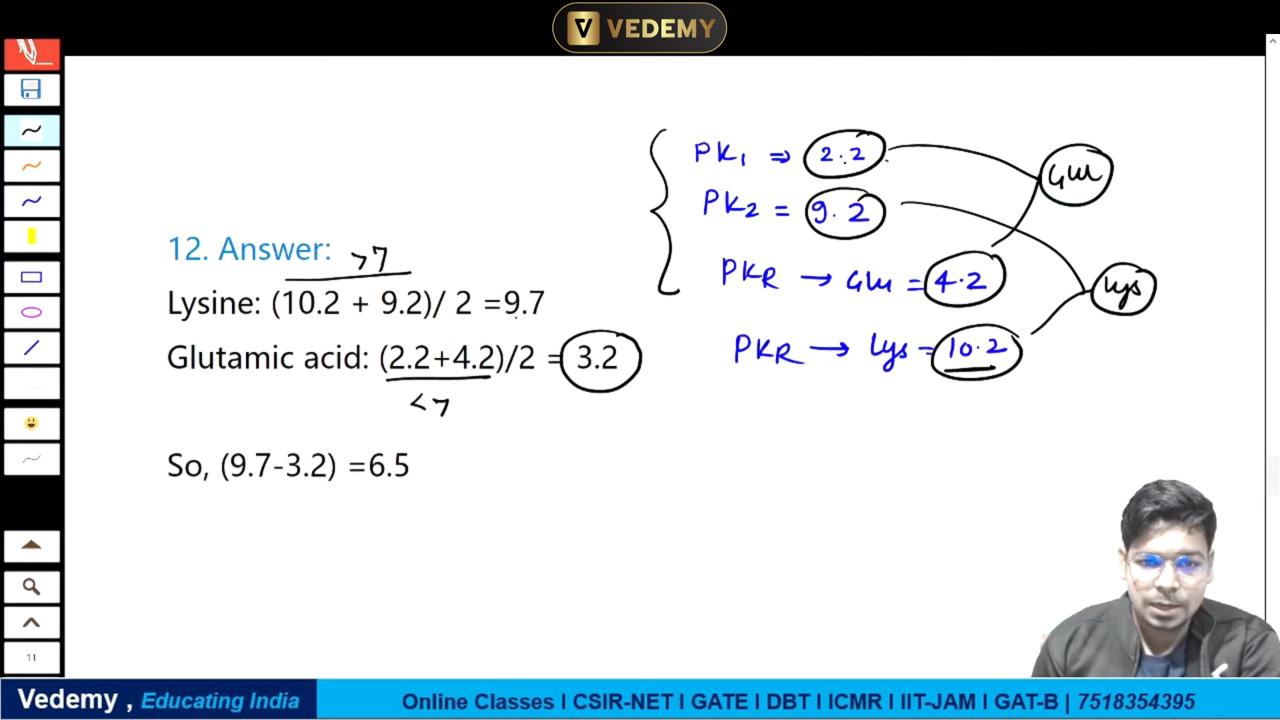 VEDEMY
PK1 ⇒ 2.2
PK2 = 9.2
PKR → Glu = 4.2
PKR → Lys = 10.2
Glu
Lys
12. Answer:
>7
Lysine: (10.2 + 9.2)/ 2 =9.7
Glutamic acid: (2.2+4.2)/2 = 3.2
<7
So, (9.7-3.2) =6.5
11
Vedemy , Educating India
Online Classes I CSIR-NET I GATE I DBT I ICMR I IIT-JAM I GAT-B | 7518354395